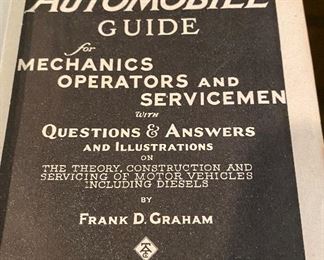 AUTOMOBILE
GUIDE
for
MECHANICS
OPERATORS AND
SERVICEMEN
WITH
QUESTIONS & ANSWERS
AND ILLUSTRATIONS
ON
THE THEORY, CONSTRUCTION AND
SERVICING OF MOTOR VEHICLES
INCLUDING DIESELS
BY
FRANK D. GRAHAM